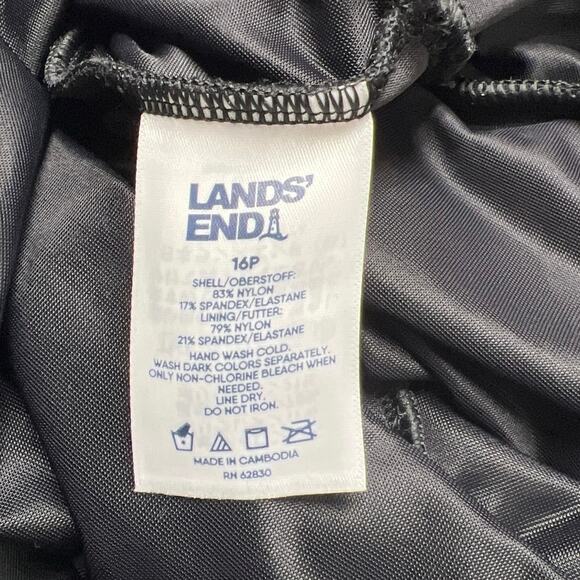 LANDS'
END
16P
SHELL/OBERSTOFF:
83% NYLON
17% SPANDEX/ELASTANE
LINING/FUTTER:
79% NYLON
21% SPANDEX/ELASTANE
HAND WASH COLD.
WASH DARK COLORS SEPARATELY.
ONLY NON-CHLORINE BLEACH WHEN
NEEDED.
LINE DRY.
DO NOT IRON.
MADE IN CAMBODIA
RN 62830